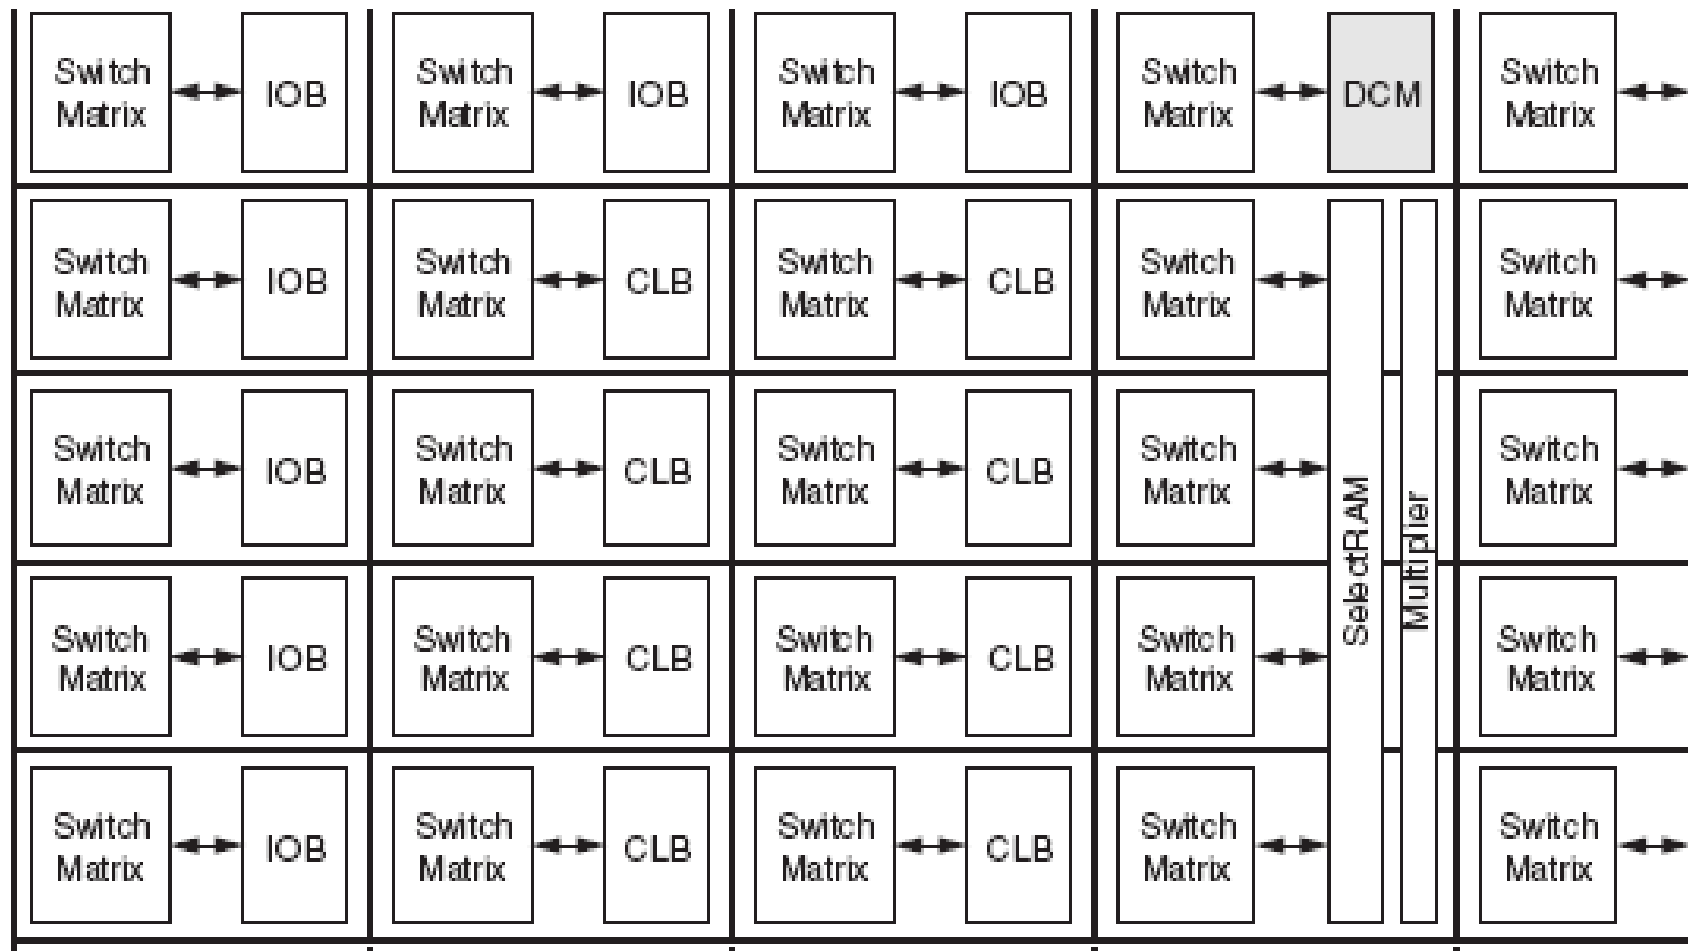 Switch
Matrix
IOB
Switch
Matrix
IOB
Switch
Matrix
IOB
Switch
Matrix
DCM
Switch
Matrix
Switch
Matrix
IOB
Switch
Matrix
CLB
Switch
Matrix
CLB
Switch
Matrix
Switch
Matrix
Switch
Matrix
IOB
Switch
Matrix
CLB
Switch
Matrix
CLB
Switch
Matrix
SelectRAM
Multiplier
Switch
Matrix
Switch
Matrix
IOB
Switch
Matrix
CLB
Switch
Matrix
CLB
Switch
Matrix
Switch
Matrix
Switch
Matrix
IOB
Switch
Matrix
CLB
Switch
Matrix
CLB
Switch
Matrix
Switch
Matrix